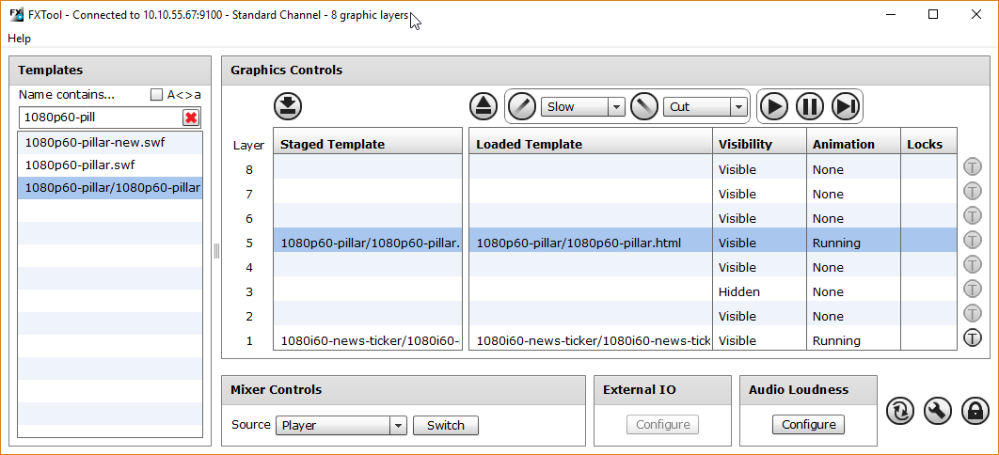 FX FXTool - Connected to 10.10.55.67:9100 - Standard Channel - 8 graphic layers
Help
Templates
Name contains... A<>a
1080p60-pill
1080p60-pillar-new.swf
1080p60-pillar.swf
1080p60-pillar/1080p60-pillar
Graphics Controls
Slow Cut
Layer Staged Template Loaded Template Visibility Animation Locks
8 Visible None T
7 Visible None T
6 Visible None T
5 1080p60-pillar/1080p60-pillar. 1080p60-pillar/1080p60-pillar.html Visible Running T
4 Visible None T
3 Hidden None T
2 Visible None T
1 1080i60-news-ticker/1080i60- 1080i60-news-ticker/1080i60-news-tick Visible Running T
Mixer Controls
Source Player Switch
External IO
Configure
Audio Loudness
Configure